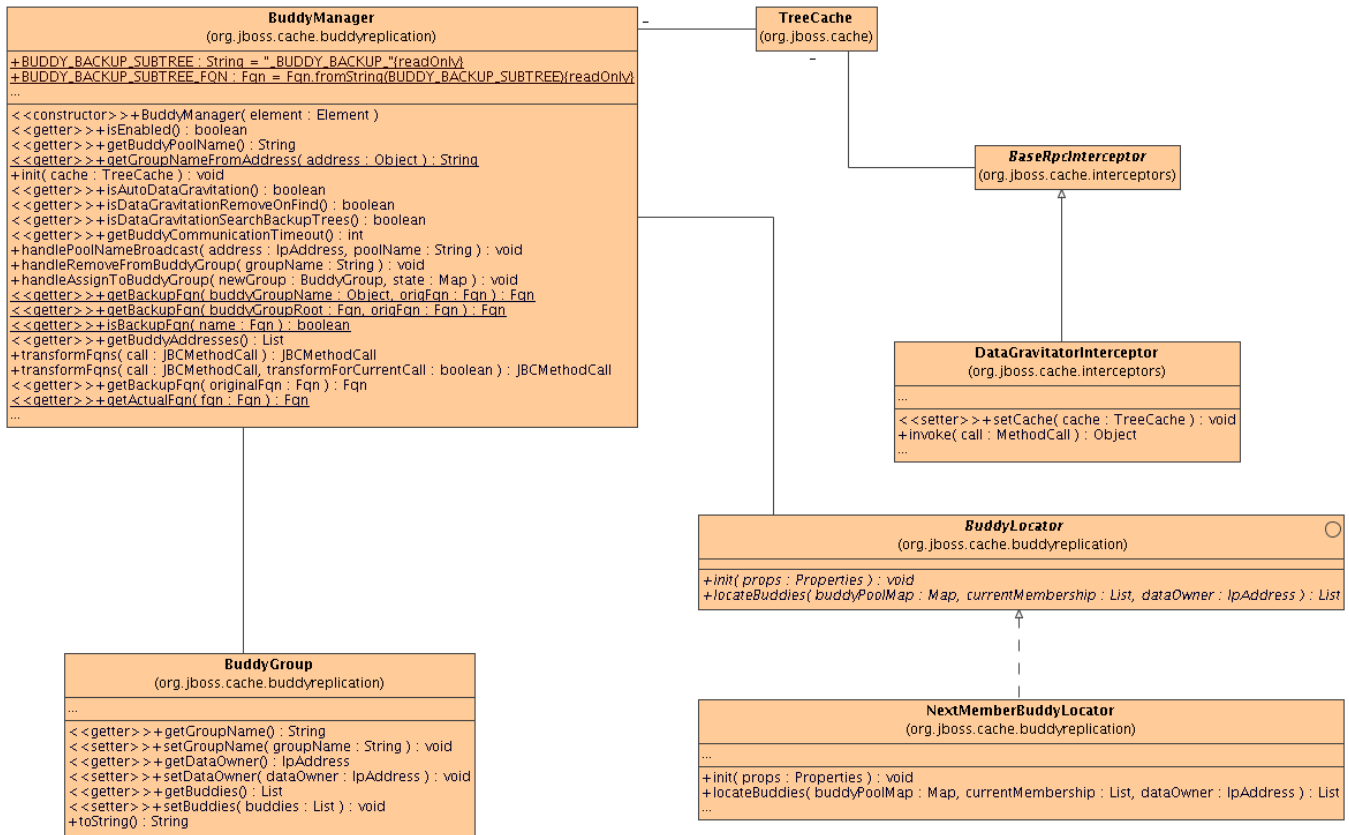 BuddyManager
(org.jboss.cache.buddyreplication)
+BUDDY_BACKUP_SUBTREE : String = "_BUDDY_BACKUP_"{readOnly}
+BUDDY_BACKUP_SUBTREE_FQN : Fqn = Fqn.fromString(BUDDY_BACKUP_SUBTREE){readOnly}
...
<<constructor>>+BuddyManager( element : Element )
<<getter>>+isEnabled() : boolean
<<getter>>+getBuddyPoolName() : String
<<getter>>+getGroupNameFromAddress( address : Object ) : String
+init( cache : TreeCache ) : void
<<getter>>+isAutoDataGravitation() : boolean
<<getter>>+isDataGravitationRemoveOnFind() : boolean
<<getter>>+isDataGravitationSearchBackupTrees() : boolean
<<getter>>+getBuddyCommunicationTimeout() : int
+handlePoolNameBroadcast( address : IpAddress, poolName : String ) : void
+handleRemoveFromBuddyGroup( groupName : String ) : void
+handleAssignToBuddyGroup( newGroup : BuddyGroup, state : Map ) : void
<<getter>>+getBackupFqn( buddyGroupName : Object, origFqn : Fqn ) : Fqn
<<getter>>+getBackupFqn( buddyGroupRoot : Fqn, origFqn : Fqn ) : Fqn
<<getter>>+isBackupFqn( name : Fqn ) : boolean
<<getter>>+getBuddyAddresses() : List
+transformFqns( call : JBCMethodCall ) : JBCMethodCall
+transformFqns( call : JBCMethodCall, transformForCurrentCall : boolean ) : JBCMethodCall
<<getter>>+getBackupFqn( originalFqn : Fqn ) : Fqn
<<getter>>+getActualFqn( fqn : Fqn ) : Fqn
...
–
TreeCache
(org.jboss.cache)
–
BaseRpcInterceptor
(org.jboss.cache.interceptors)
DataGravitatorInterceptor
(org.jboss.cache.interceptors)
...
<<setter>>+setCache( cache : TreeCache ) : void
+invoke( call : MethodCall ) : Object
...
BuddyLocator
(org.jboss.cache.buddyreplication)
+init( props : Properties ) : void
+locateBuddies( buddyPoolMap : Map, currentMembership : List, dataOwner : IpAddress ) : List
BuddyGroup
(org.jboss.cache.buddyreplication)
...
<<getter>>+getGroupName() : String
<<setter>>+setGroupName( groupName : String ) : void
<<getter>>+getDataOwner() : IpAddress
<<setter>>+setDataOwner( dataOwner : IpAddress ) : void
<<getter>>+getBuddies() : List
<<setter>>+setBuddies( buddies : List ) : void
+toString() : String
NextMemberBuddyLocator
(org.jboss.cache.buddyreplication)
...
+init( props : Properties ) : void
+locateBuddies( buddyPoolMap : Map, currentMembership : List, dataOwner : IpAddress ) : List
...